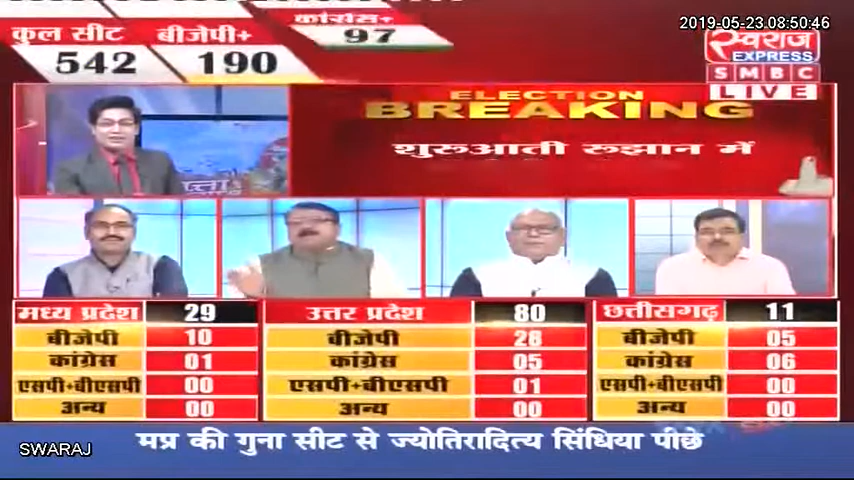 कांग्रेस+
97
कुल सीट
542
बीजेपी+
190
2019-05-23 08:50:46
स्वराज
EXPRESS
SMBC
LIVE
ELECTION
BREAKING
शुरूआती रूझान में
मध्य प्रदेश 29
बीजेपी 10
कांग्रेस 01
एसपी+बीएसपी 00
अन्य 00
उत्तर प्रदेश 80
बीजेपी 28
कांग्रेस 05
एसपी+बीएसपी 01
अन्य 00
छत्तीसगढ़ 11
बीजेपी 05
कांग्रेस 06
एसपी+बीएसपी 00
अन्य 00
SWARAJ
मप्र की गुना सीट से ज्योतिरादित्य सिंधिया पीछे